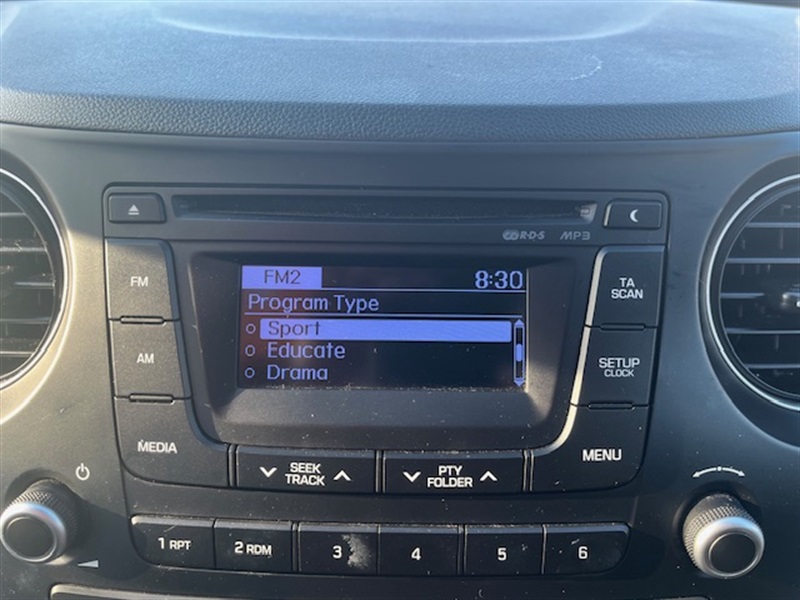 R·D·S MP3
FM
FM2 8:30
TA SCAN
Program Type
Sport
Educate
Drama
AM
SETUP
CLOCK
MEDIA
SEEK
TRACK
PTY
FOLDER
MENU
1 RPT 2 RDM 3 4 5 6